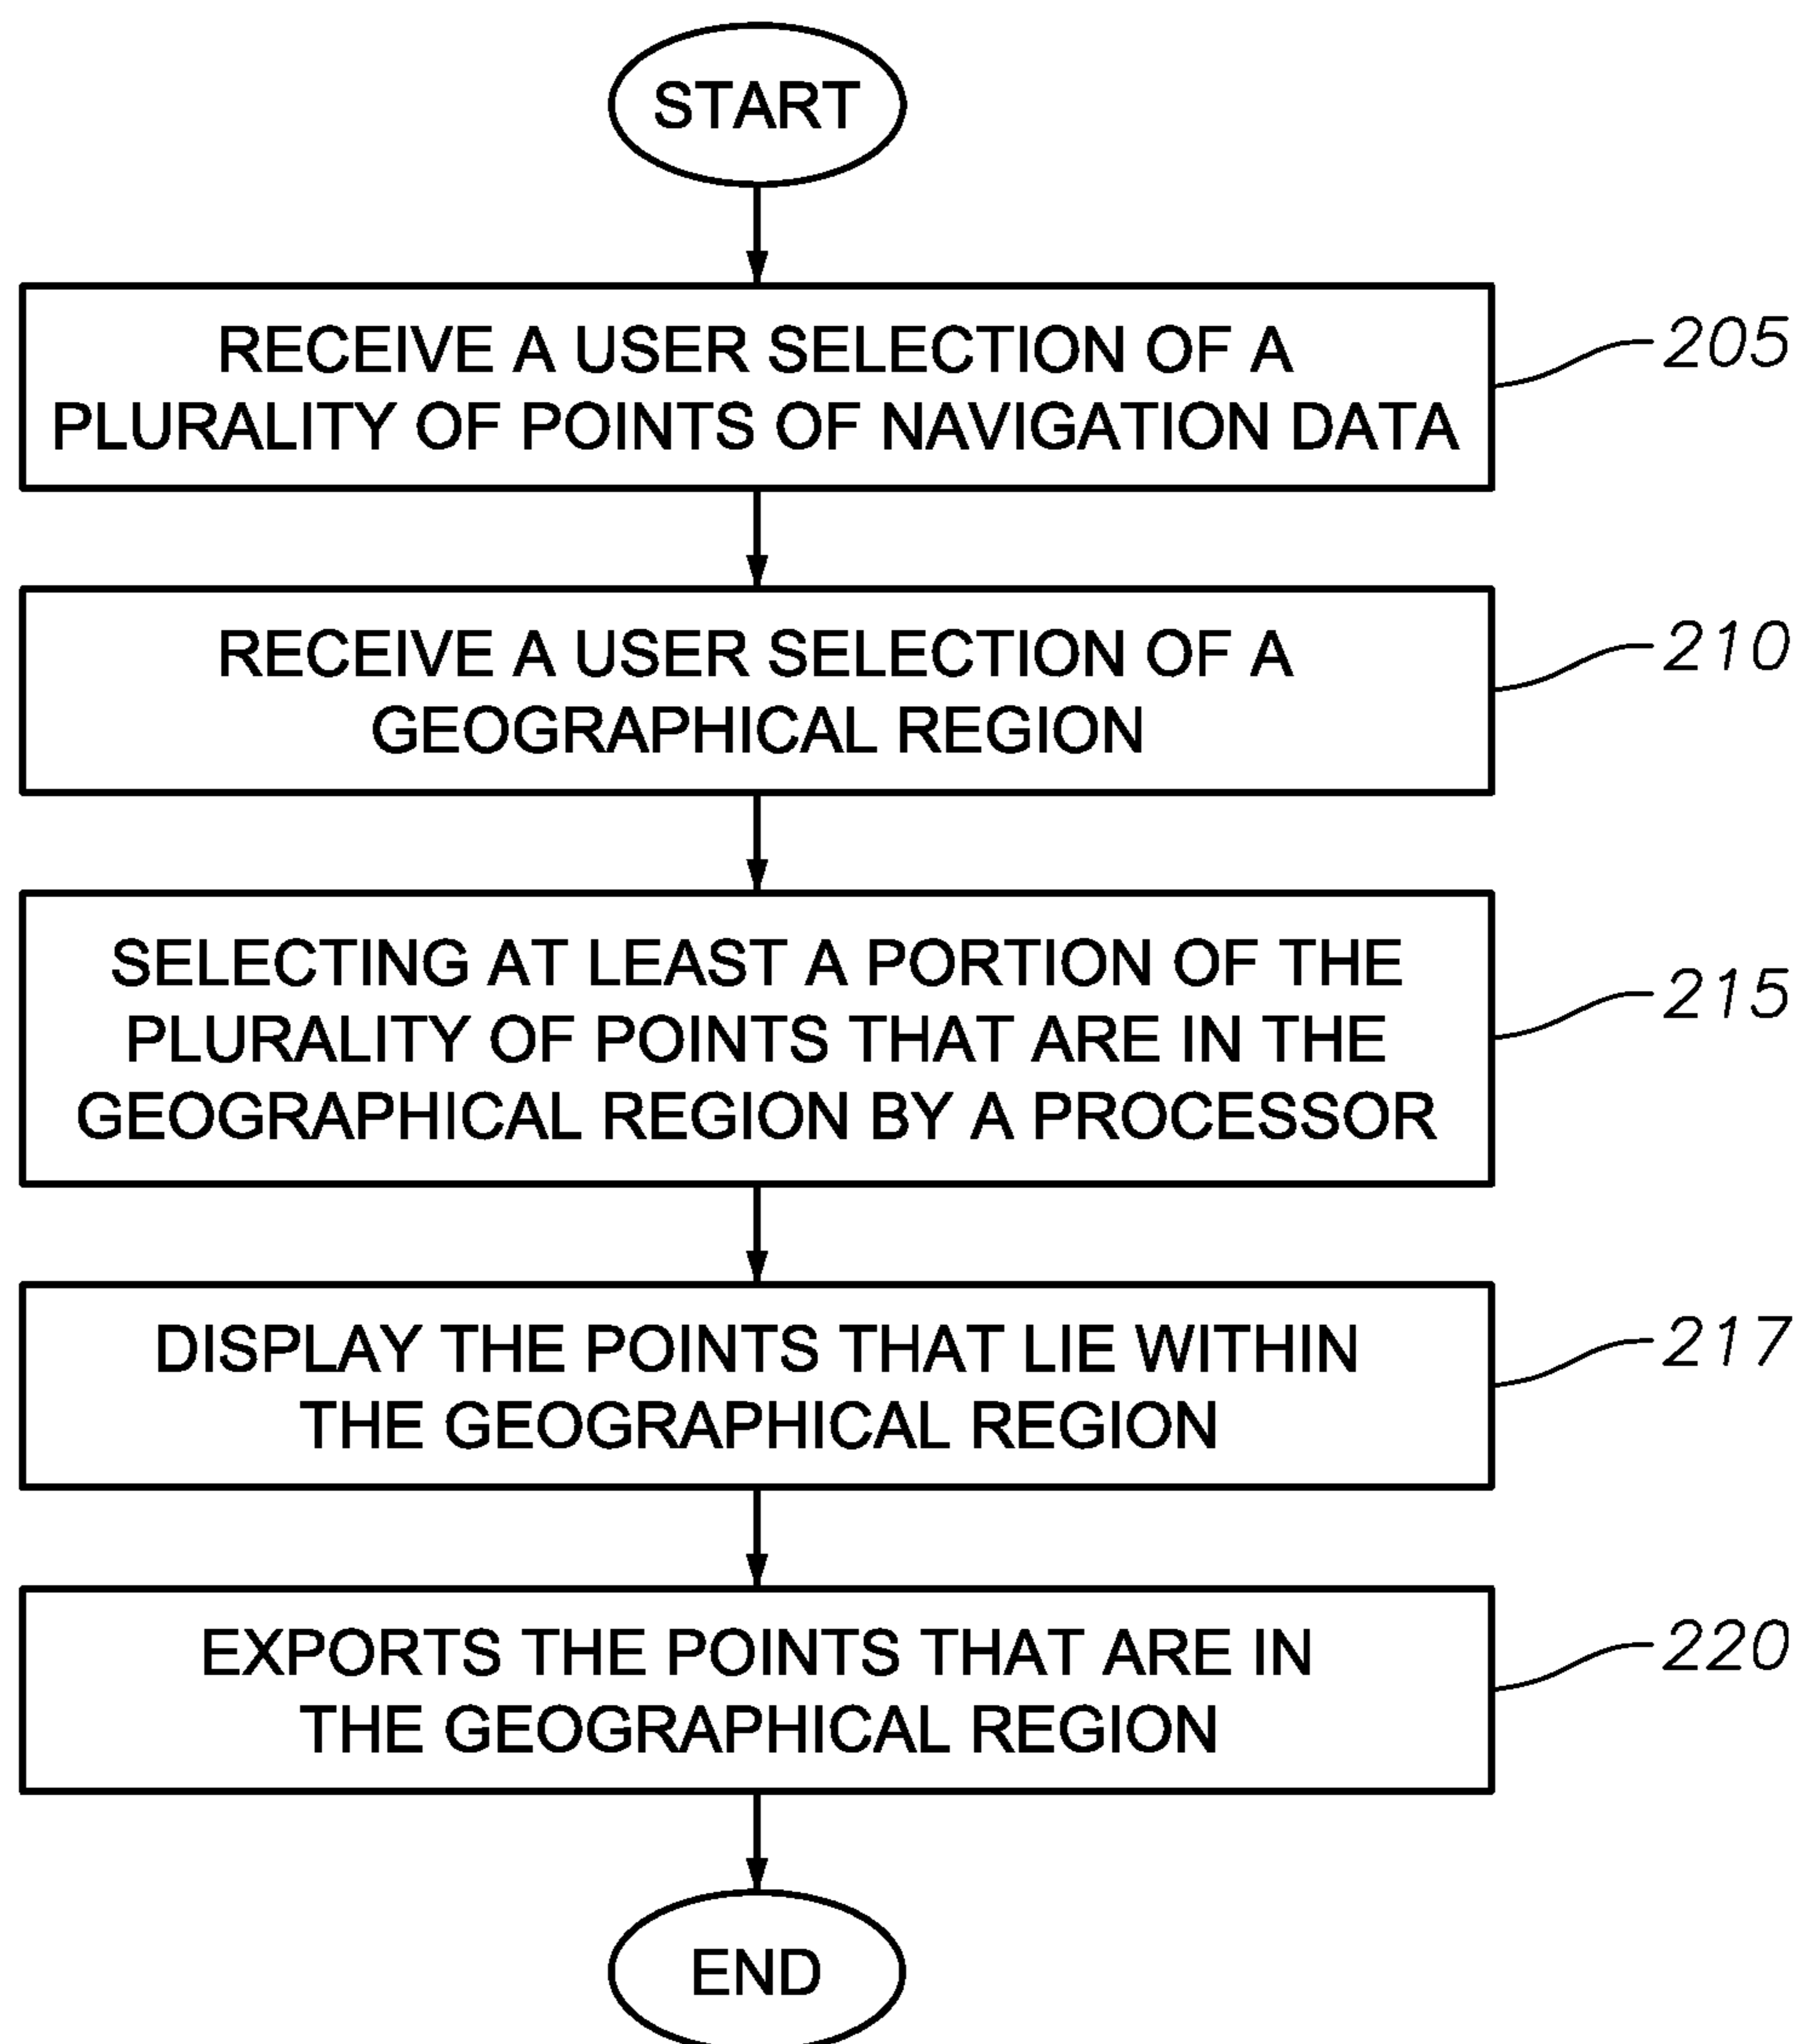 START
RECEIVE A USER SELECTION OF A
PLURALITY OF POINTS OF NAVIGATION DATA
205
RECEIVE A USER SELECTION OF A
GEOGRAPHICAL REGION
210
SELECTING AT LEAST A PORTION OF THE
PLURALITY OF POINTS THAT ARE IN THE
GEOGRAPHICAL REGION BY A PROCESSOR
215
DISPLAY THE POINTS THAT LIE WITHIN
THE GEOGRAPHICAL REGION
217
EXPORTS THE POINTS THAT ARE IN
THE GEOGRAPHICAL REGION
220
END